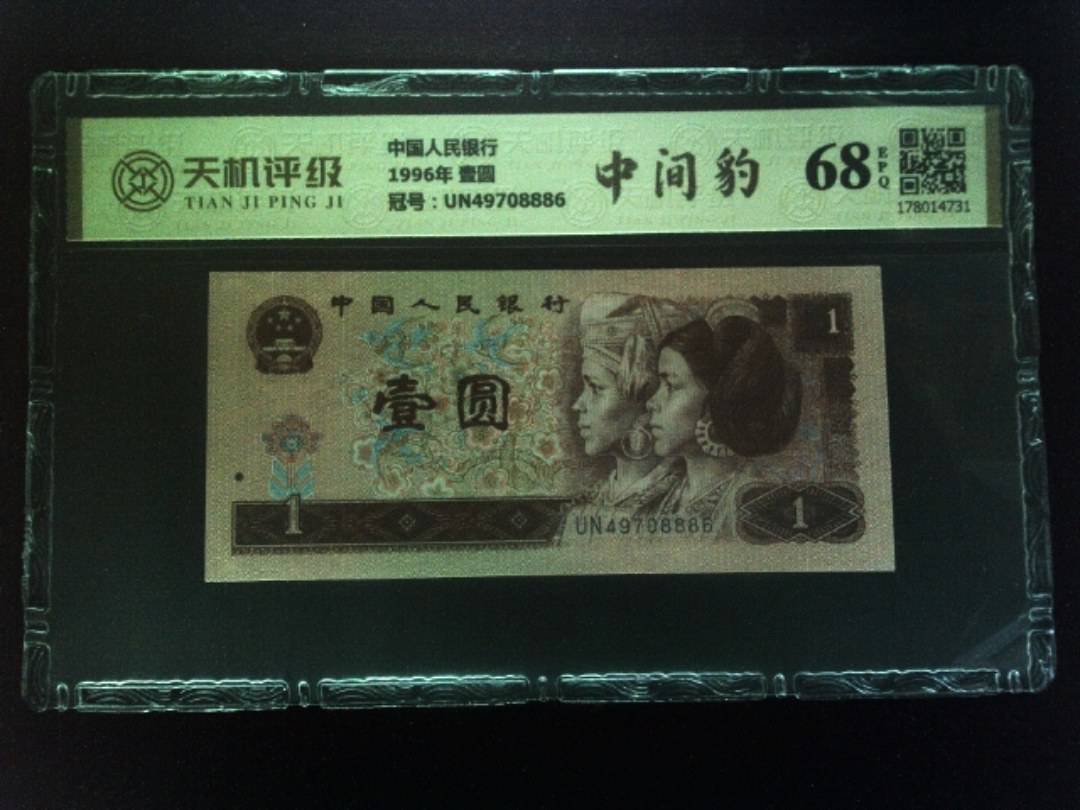 天机评级
TIAN JI PING JI
中国人民银行
1996年 壹圆
冠号：UN49708886
中间豹
68
EPQ
178014731
中国人民银行
1
壹圆
1
UN49708886
1